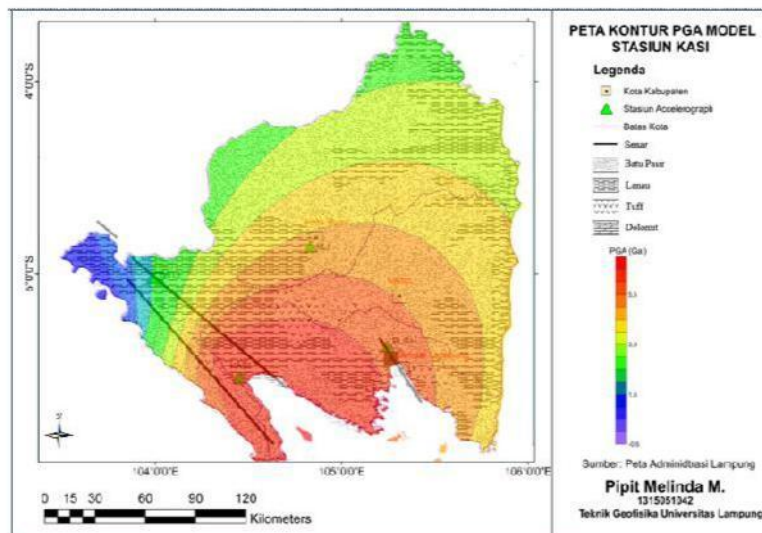 PETA KONTUR PGA MODEL
STASIUN KASI
Legenda
Kota Kabupaten
Stasiun Accelerograph
Batas Kota
Sesar
Batu Pasir
Lanau
Tuff
Dolomit
PGA (Gal)
4°0'0"S
5°0'0"S
104°0'0"E
105°0'0"E
106°0'0"E
0 15 30 60 90 120
Kilometers
Sumber: Peta Adminidbasi Lampung
Pipit Melinda M.
1315051042
Teknik Geofisika Universitas Lampung